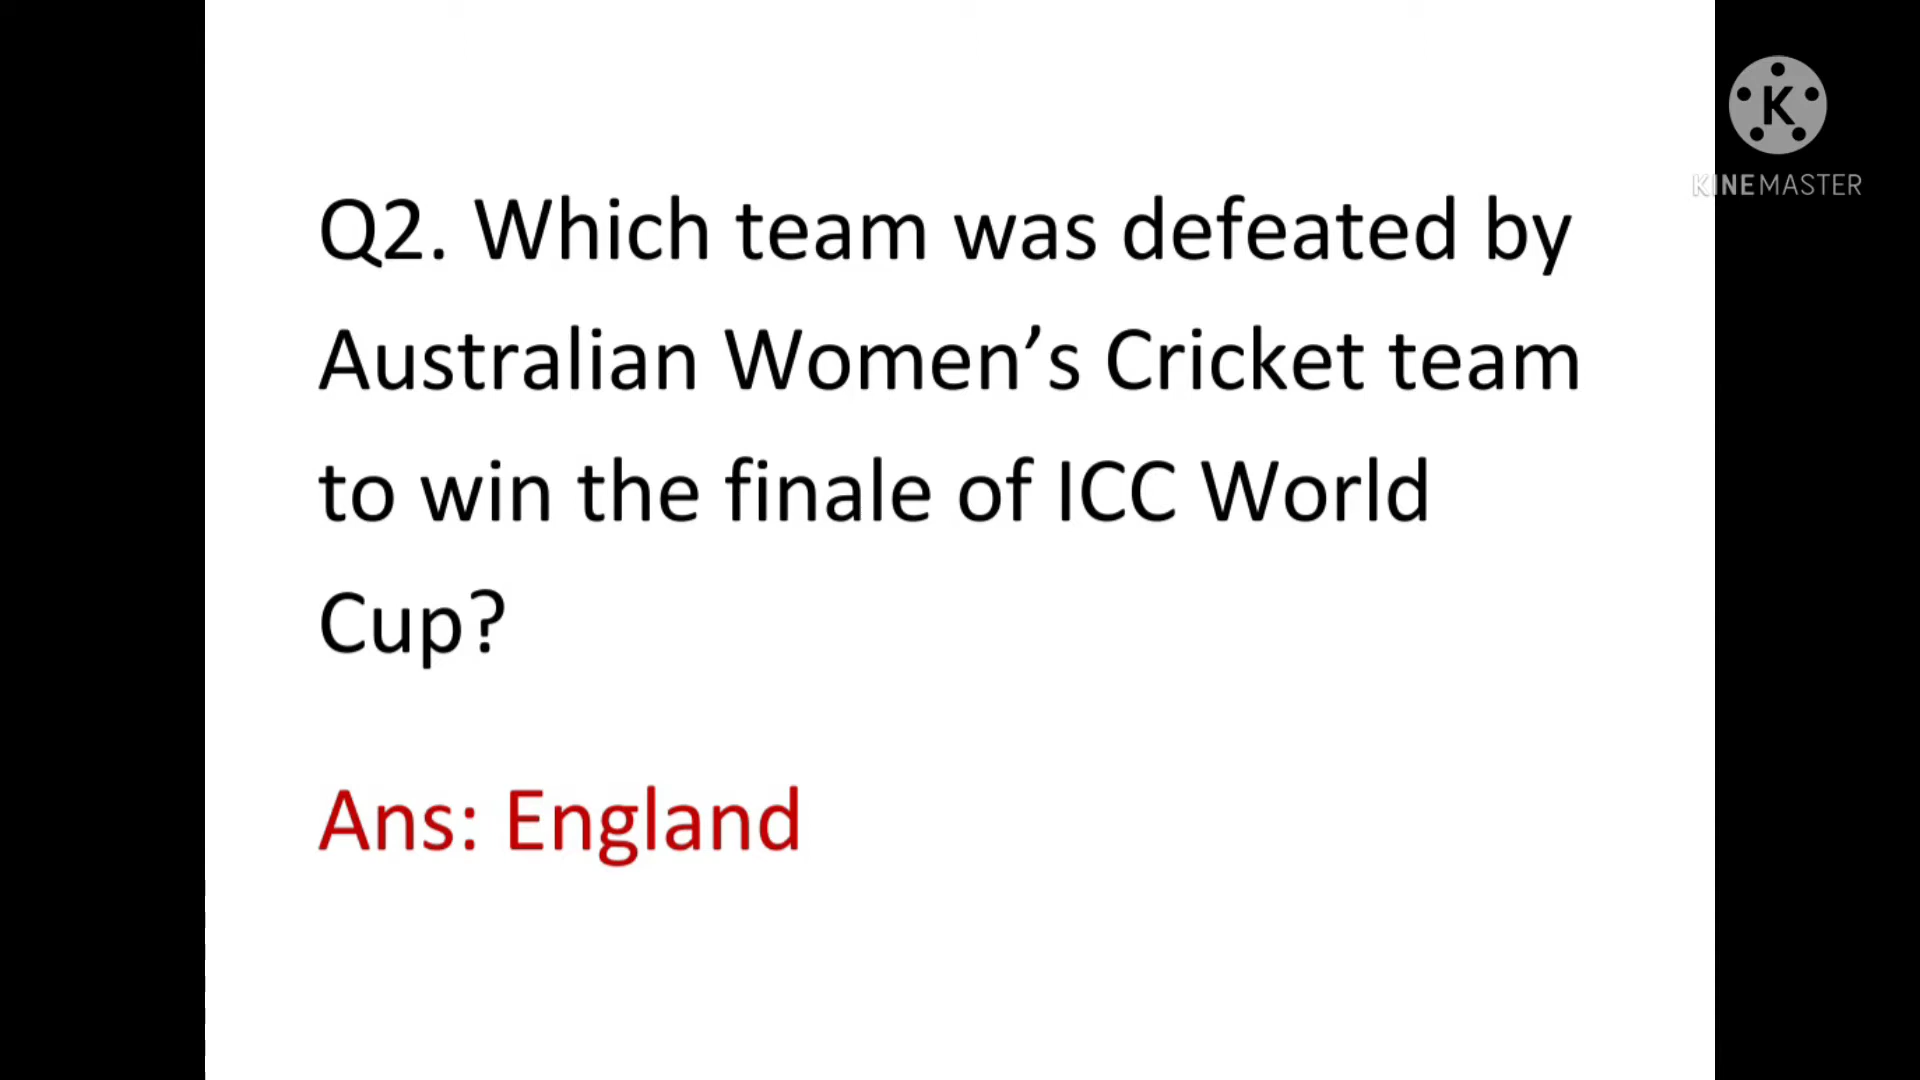 K
KINEMASTER
Q2. Which team was defeated by
Australian Women’s Cricket team
to win the finale of ICC World
Cup?
Ans: England